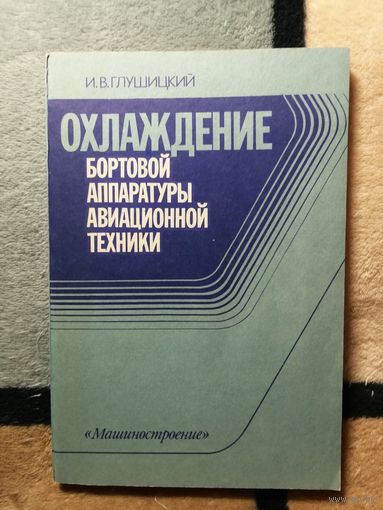 И. В. ГЛУШИЦКИЙ
ОХЛАЖДЕНИЕ
БОРТОВОЙ
АППАРАТУРЫ
АВИАЦИОННОЙ
ТЕХНИКИ
«Машиностроение»